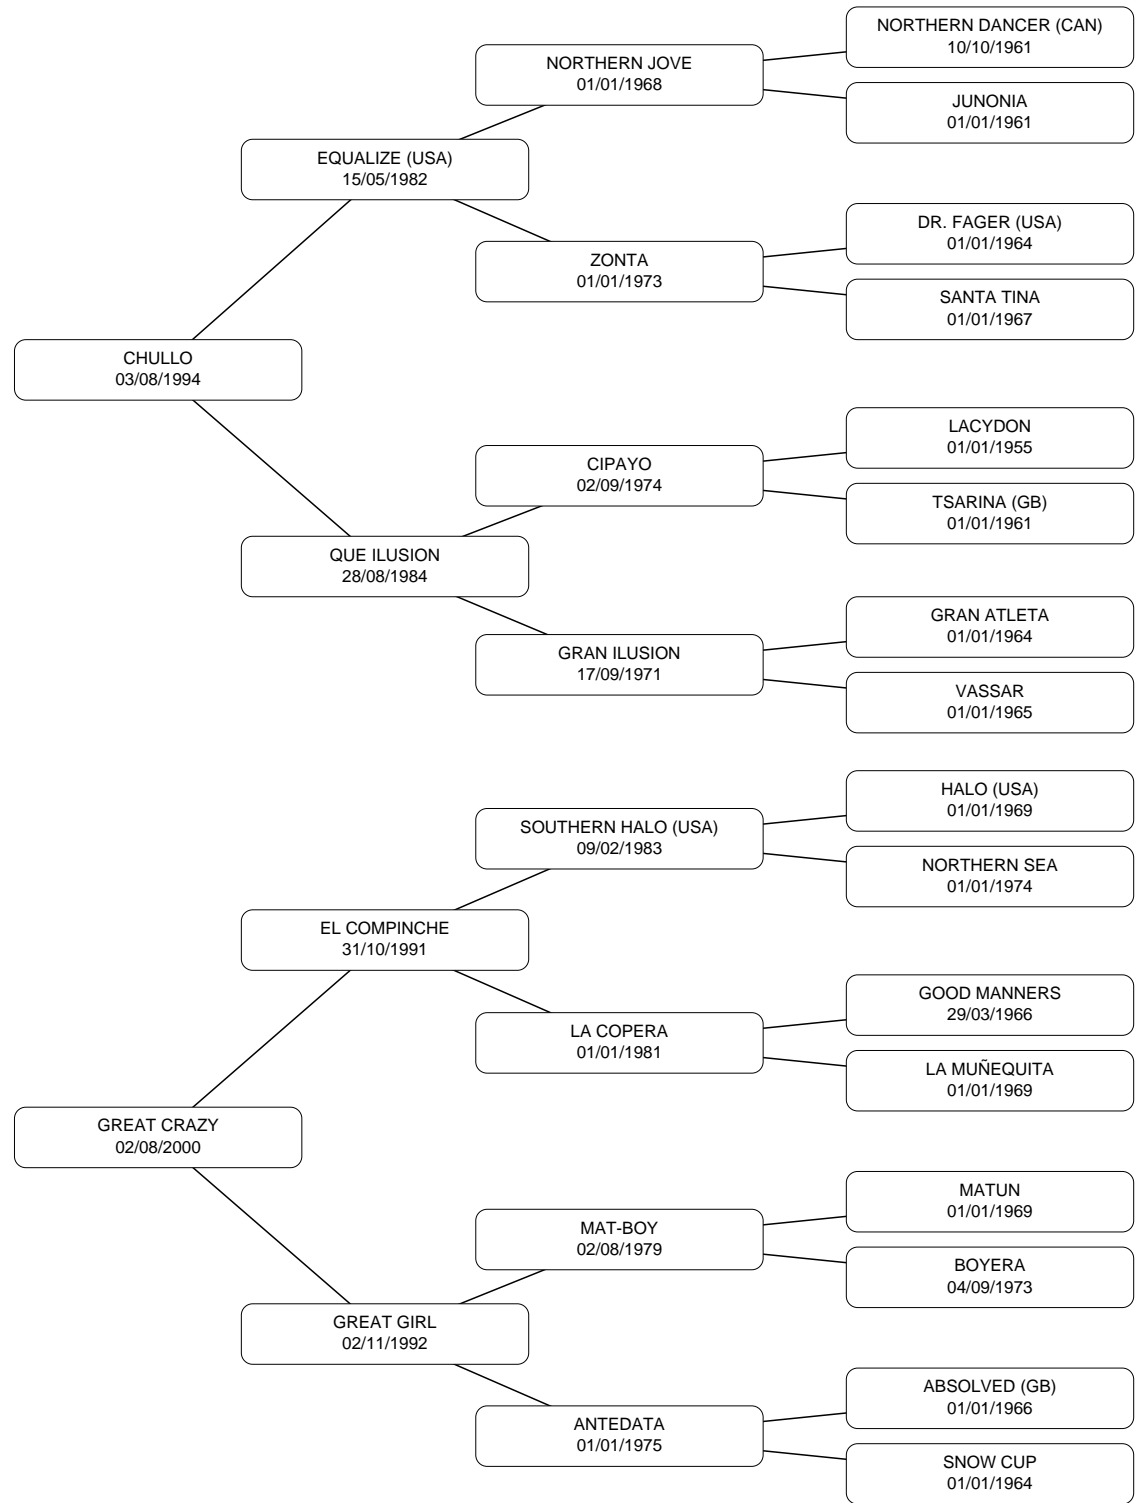 NORTHERN DANCER (CAN)
10/10/1961
NORTHERN JOVE
01/01/1968
JUNONIA
01/01/1961
EQUALIZE (USA)
15/05/1982
DR. FAGER (USA)
01/01/1964
ZONTA
01/01/1973
SANTA TINA
01/01/1967
CHULLO
03/08/1994
LACYDON
01/01/1955
CIPAYO
02/09/1974
TSARINA (GB)
01/01/1961
QUE ILUSION
28/08/1984
GRAN ATLETA
01/01/1964
GRAN ILUSION
17/09/1971
VASSAR
01/01/1965
HALO (USA)
01/01/1969
SOUTHERN HALO (USA)
09/02/1983
NORTHERN SEA
01/01/1974
EL COMPINCHE
31/10/1991
GOOD MANNERS
29/03/1966
LA COPERA
01/01/1981
LA MUÑEQUITA
01/01/1969
GREAT CRAZY
02/08/2000
MATUN
01/01/1969
MAT-BOY
02/08/1979
BOYERA
04/09/1973
GREAT GIRL
02/11/1992
ABSOLVED (GB)
01/01/1966
ANTEDATA
01/01/1975
SNOW CUP
01/01/1964